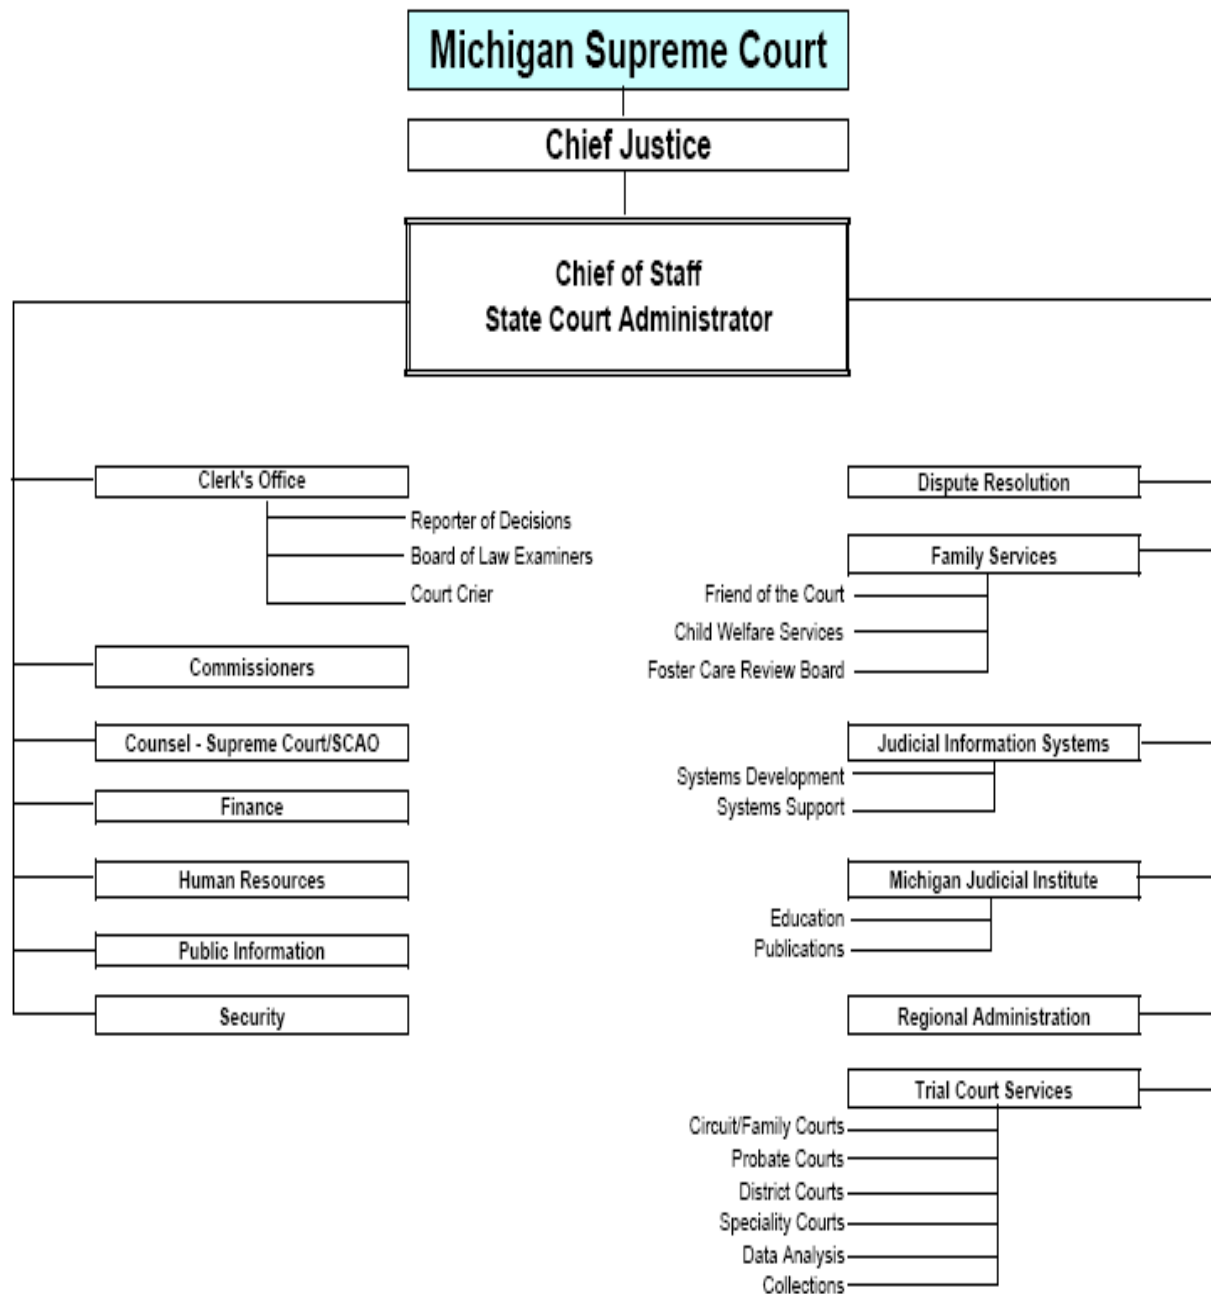 Michigan Supreme Court
Chief Justice
Chief of Staff
State Court Administrator
Clerk's Office
Reporter of Decisions
Board of Law Examiners
Court Crier
Commissioners
Counsel - Supreme Court/SCAO
Finance
Human Resources
Public Information
Security
Dispute Resolution
Family Services
Friend of the Court
Child Welfare Services
Foster Care Review Board
Judicial Information Systems
Systems Development
Systems Support
Michigan Judicial Institute
Education
Publications
Regional Administration
Trial Court Services
Circuit/Family Courts
Probate Courts
District Courts
Speciality Courts
Data Analysis
Collections